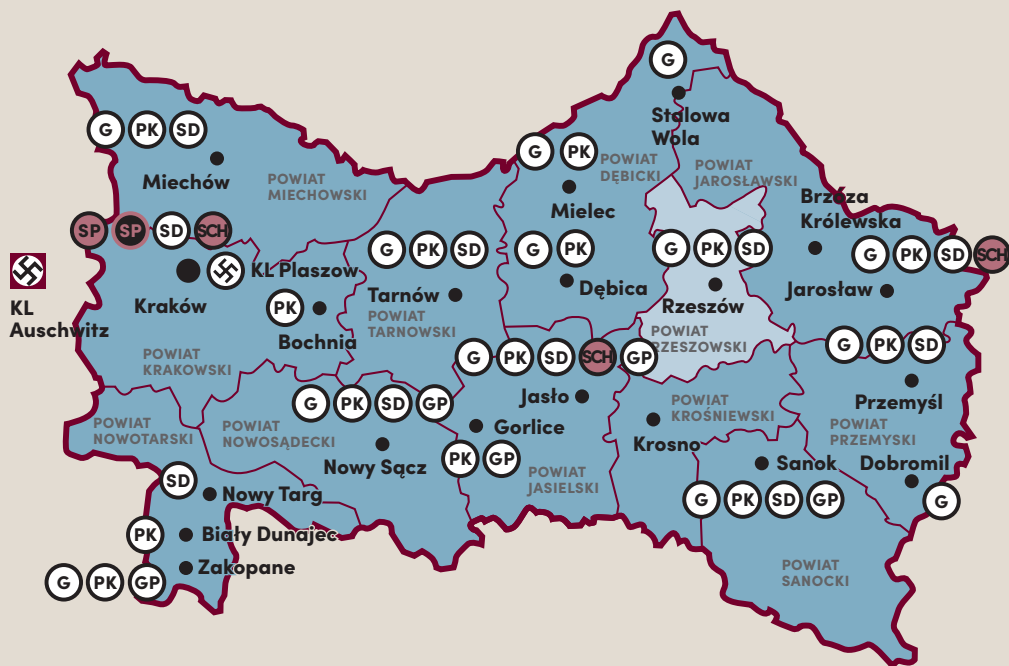 G
Stalowa
Wola
G PK SD
Miechów
POWIAT
MIECHOWSKI
G PK
POWIAT
DĘBICKI
Mielec
POWIAT
JAROSŁAWSKI
Brzóza
Królewska
SP SP SD SCH
KL
Auschwitz
KL Plaszow
Kraków
PK
Bochnia
POWIAT
KRAKOWSKI
G PK SD
Tarnów
POWIAT
TARNOWSKI
G PK
Dębica
G PK SD
Rzeszów
POWIAT
RZESZOWSKI
G PK SD SCH
Jarosław
G PK SD
Przemyśl
POWIAT
PRZEMYSKI
G PK SD SCH GP
Jasło
G PK SD GP
Nowy Sącz
POWIAT
NOWOSĄDECKI
POWIAT
NOWOTARSKI
Gorlice
PK GP
POWIAT
JASIELSKI
POWIAT
KROŚNIEWSKI
Krosno
Sanok
G PK SD GP
Dobromil
G
POWIAT
SANOCKI
SD
Nowy Targ
PK
Biały Dunajec
Zakopane
G PK GP